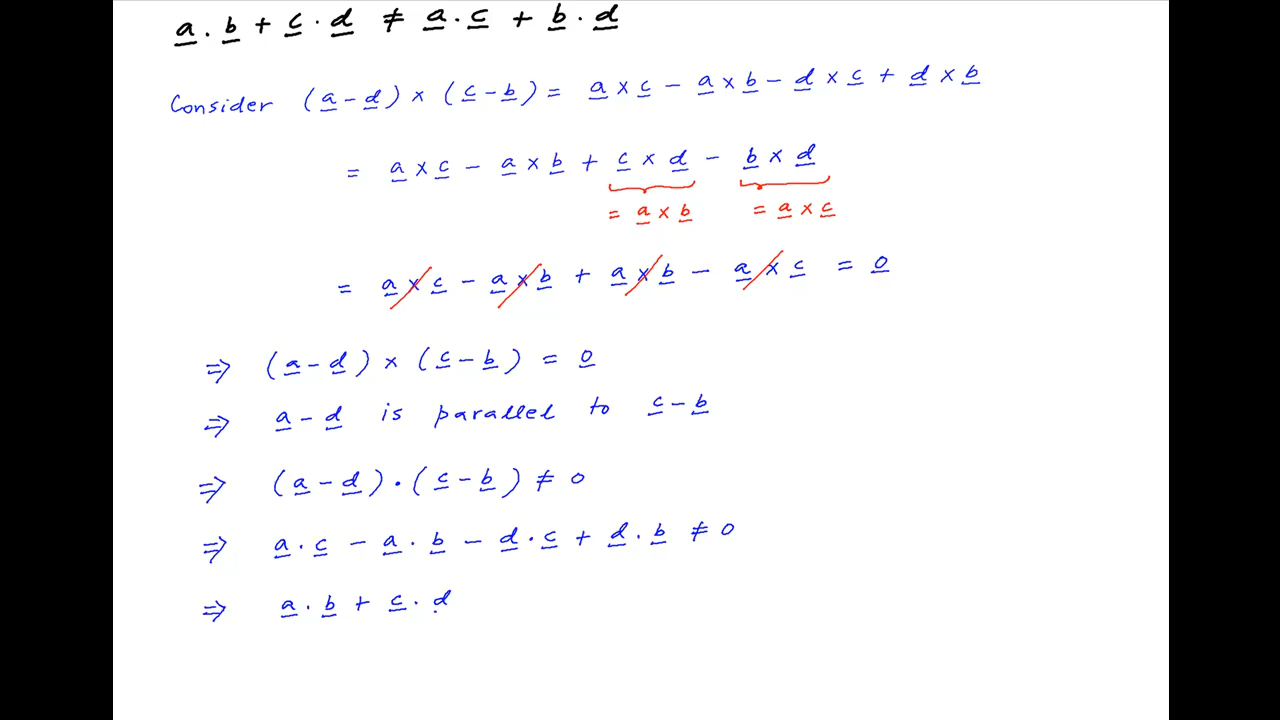 a . b + c . d ≠ a . c + b . d
Consider (a - d) × (c - b) = a × c - a × b - d × c + d × b
= a × c - a × b + c × d - b × d
= a × b = a × c
= a × c - a × b + a × b - a × c = 0
⇒ (a - d) × (c - b) = 0
⇒ a - d is parallel to c - b
⇒ (a - d) . (c - b) ≠ 0
⇒ a . c - a . b - d . c + d . b ≠ 0
⇒ a . b + c . d